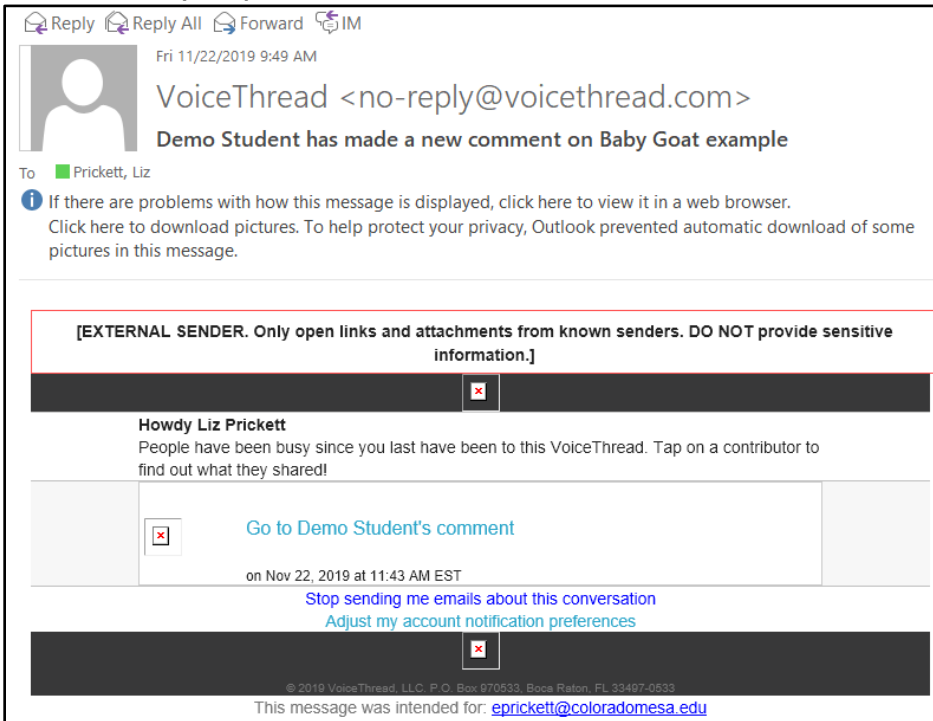 Reply Reply All Forward IM
Fri 11/22/2019 9:49 AM
VoiceThread <no-reply@voicethread.com>
Demo Student has made a new comment on Baby Goat example
To Prickett, Liz
If there are problems with how this message is displayed, click here to view it in a web browser.
Click here to download pictures. To help protect your privacy, Outlook prevented automatic download of some
pictures in this message.
[EXTERNAL SENDER. Only open links and attachments from known senders. DO NOT provide sensitive
information.]
Howdy Liz Prickett
People have been busy since you last have been to this VoiceThread. Tap on a contributor to
find out what they shared!
Go to Demo Student's comment
on Nov 22, 2019 at 11:43 AM EST
Stop sending me emails about this conversation
Adjust my account notification preferences
© 2019 VoiceThread, LLC. P.O. Box 970533, Boca Raton, FL 33497-0533
This message was intended for: eprickett@coloradomesa.edu